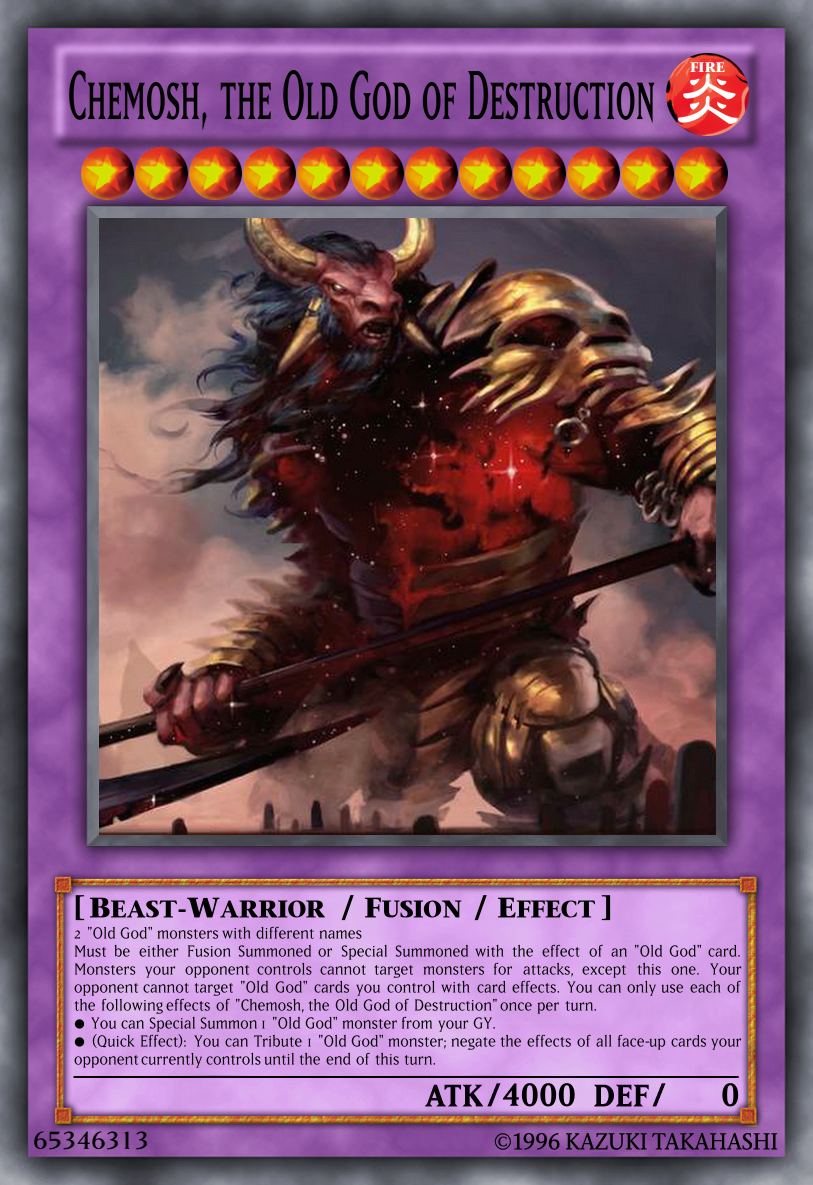 Chemosh, the Old God of Destruction
FIRE
炎
[ Beast-Warrior / Fusion / Effect ]
2 "Old God" monsters with different names
Must be either Fusion Summoned or Special Summoned with the effect of an "Old God" card.
Monsters your opponent controls cannot target monsters for attacks, except this one. Your
opponent cannot target "Old God" cards you control with card effects. You can only use each of
the following effects of "Chemosh, the Old God of Destruction" once per turn.
● You can Special Summon 1 "Old God" monster from your GY.
● (Quick Effect): You can Tribute 1 "Old God" monster; negate the effects of all face-up cards your
opponent currently controls until the end of this turn.
ATK/4000 DEF/ 0
65346313 ©1996 KAZUKI TAKAHASHI